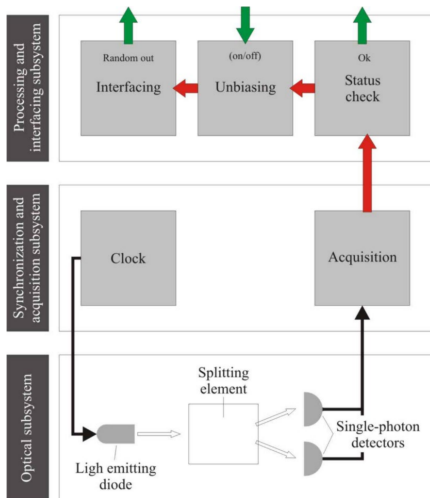 Processing and
interfacing subsystem
Random out
Interfacing
(on/off)
Unbiasing
Ok
Status
check
Synchronization and
acquisition subsystem
Clock
Acquisition
Optical subsystem
Splitting
element
Ligh emitting
diode
Single-photon
detectors